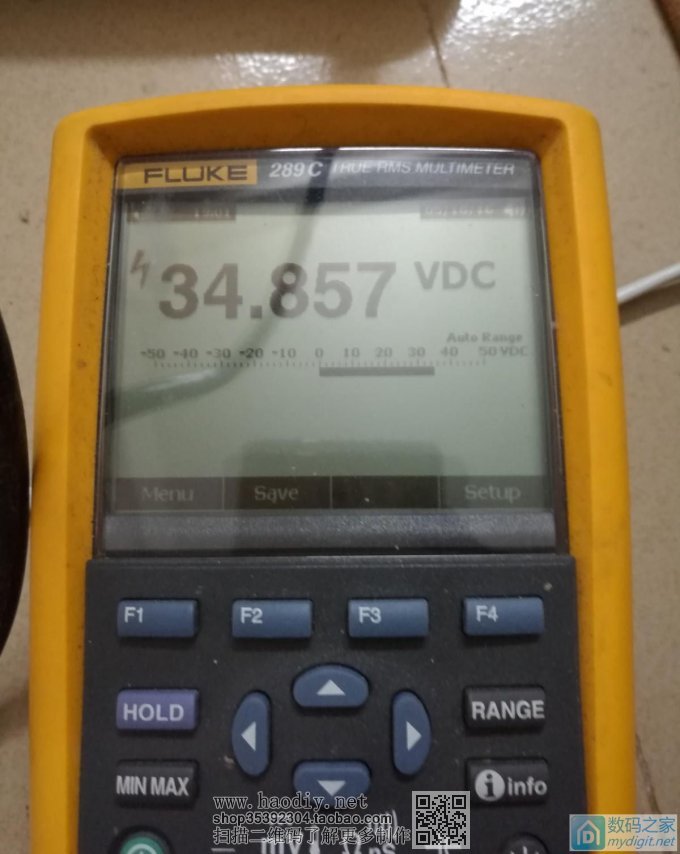 FLUKE 289C TRUE RMS MULTIMETER
34.857 VDC
Auto Range
-50 -40 -30 -20 -10 0 10 20 30 40 50 VDC
Menu Save Setup
F1 F2 F3 F4
HOLD RANGE
MIN MAX i info
www.haodiy.net
shop35392304.taobao.com
扫描二维码了解更多制作
数码之家
mydigit.net